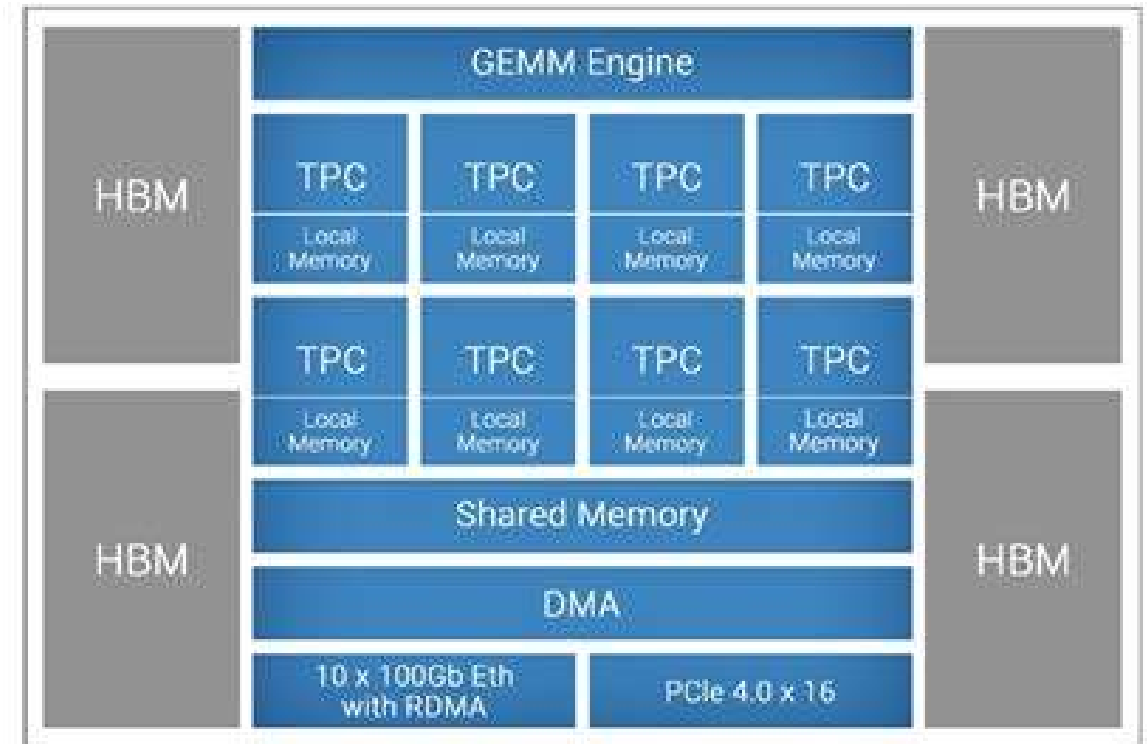 GEMM Engine
HBM
TPC
TPC
TPC
TPC
HBM
Local
Memory
Local
Memory
Local
Memory
Local
Memory
TPC
TPC
TPC
TPC
Local
Memory
Local
Memory
Local
Memory
Local
Memory
Shared Memory
HBM
DMA
HBM
10 x 100Gb Eth
with RDMA
PCIe 4.0 x 16